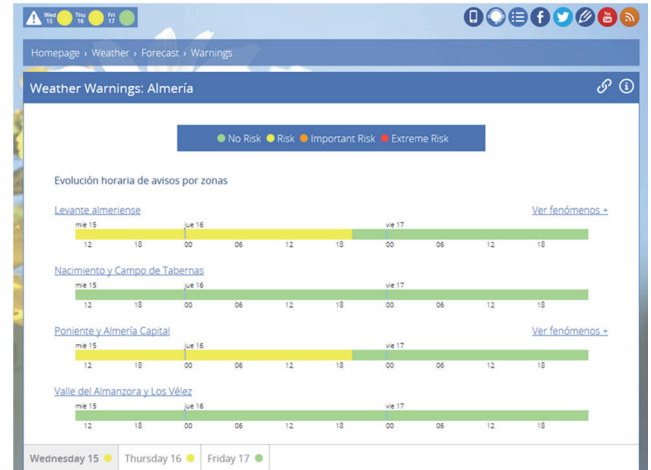 Wed 15 Thu 16 Fri 17
Homepage › Weather › Forecast › Warnings
Weather Warnings: Almería
No Risk Risk Important Risk Extreme Risk
Evolución horaria de avisos por zonas
Levante almeriense Ver fenómenos +
mié 15 jue 16 vie 17
12 18 00 06 12 18 00 06 12 18
Nacimiento y Campo de Tabernas
mié 15 jue 16 vie 17
12 18 00 06 12 18 00 06 12 18
Poniente y Almería Capital Ver fenómenos +
mié 15 jue 16 vie 17
12 18 00 06 12 18 00 06 12 18
Valle del Almanzora y Los Vélez
mié 15 jue 16 vie 17
12 18 00 06 12 18 00 06 12 18
Wednesday 15 Thursday 16 Friday 17